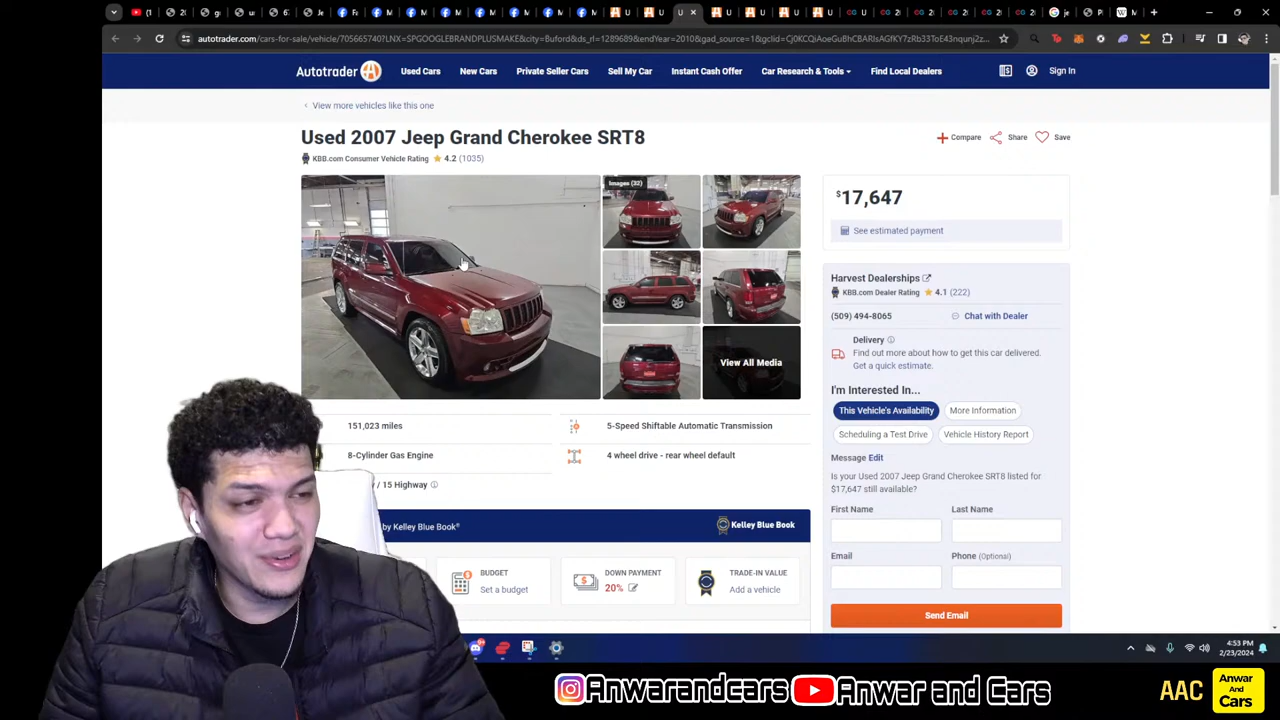 autotrader.com/cars-for-sale/vehicle/705665740?LNX=SPGOOGLEBRANDPLUSMAKE&city=Buford&ds_rl=1289689&endYear=2010&gad_source=1&gclid=
Autotrader
Used Cars
New Cars
Private Seller Cars
Sell My Car
Instant Cash Offer
Car Research & Tools
Find Local Dealers
Sign In
View more vehicles like this one
Used 2007 Jeep Grand Cherokee SRT8
Compare
Share
Save
KBB.com Consumer Vehicle Rating 4.2 (1035)
Images (32)
View All Media
$17,647
See estimated payment
Harvest Dealerships
KBB.com Dealer Rating 4.1 (222)
(509) 494-8065
Chat with Dealer
Delivery
Find out more about how to get this car delivered.
Get a quick estimate.
I'm Interested In...
This Vehicle's Availability
More Information
Scheduling a Test Drive
Vehicle History Report
Message Edit
Is your Used 2007 Jeep Grand Cherokee SRT8 listed for
$17,647 still available?
First Name
Last Name
Email
Phone (Optional)
Send Email
151,023 miles
5-Speed Shiftable Automatic Transmission
8-Cylinder Gas Engine
4 wheel drive - rear wheel default
/ 15 Highway
by Kelley Blue Book®
Kelley Blue Book
BUDGET
Set a budget
DOWN PAYMENT
20%
TRADE-IN VALUE
Add a vehicle
4:53 PM
2/23/2024
@Anwarandcars
Anwar and Cars
AAC
Anwar
And
Cars